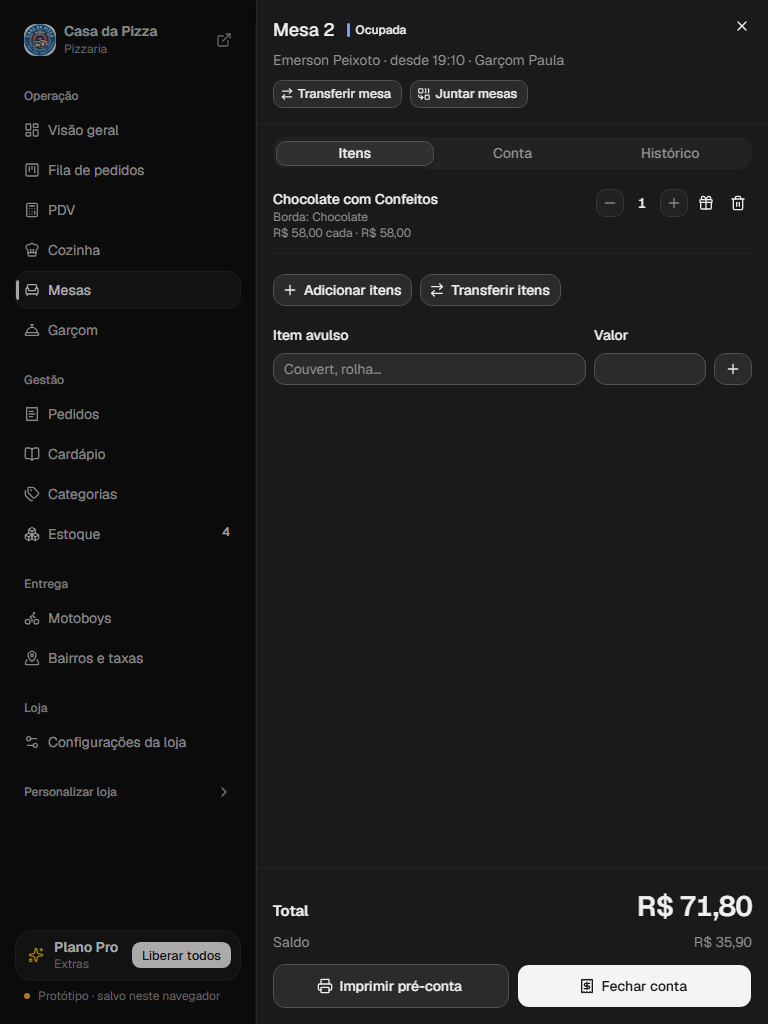 Casa da Pizza
Pizzaria
Operação
Visão geral
Fila de pedidos
PDV
Cozinha
Mesas
Garçom
Gestão
Pedidos
Cardápio
Categorias
Estoque 4
Entrega
Motoboys
Bairros e taxas
Loja
Configurações da loja
Personalizar loja
Plano Pro
Extras
Liberar todos
Protótipo · salvo neste navegador
Mesa 2 Ocupada
Emerson Peixoto · desde 19:10 · Garçom Paula
Transferir mesa Juntar mesas
Itens Conta Histórico
Chocolate com Confeitos 1
Borda: Chocolate
R$ 58,00 cada · R$ 58,00
Adicionar itens Transferir itens
Item avulso Valor
Couvert, rolha...
Total R$ 71,80
Saldo R$ 35,90
Imprimir pré-conta Fechar conta